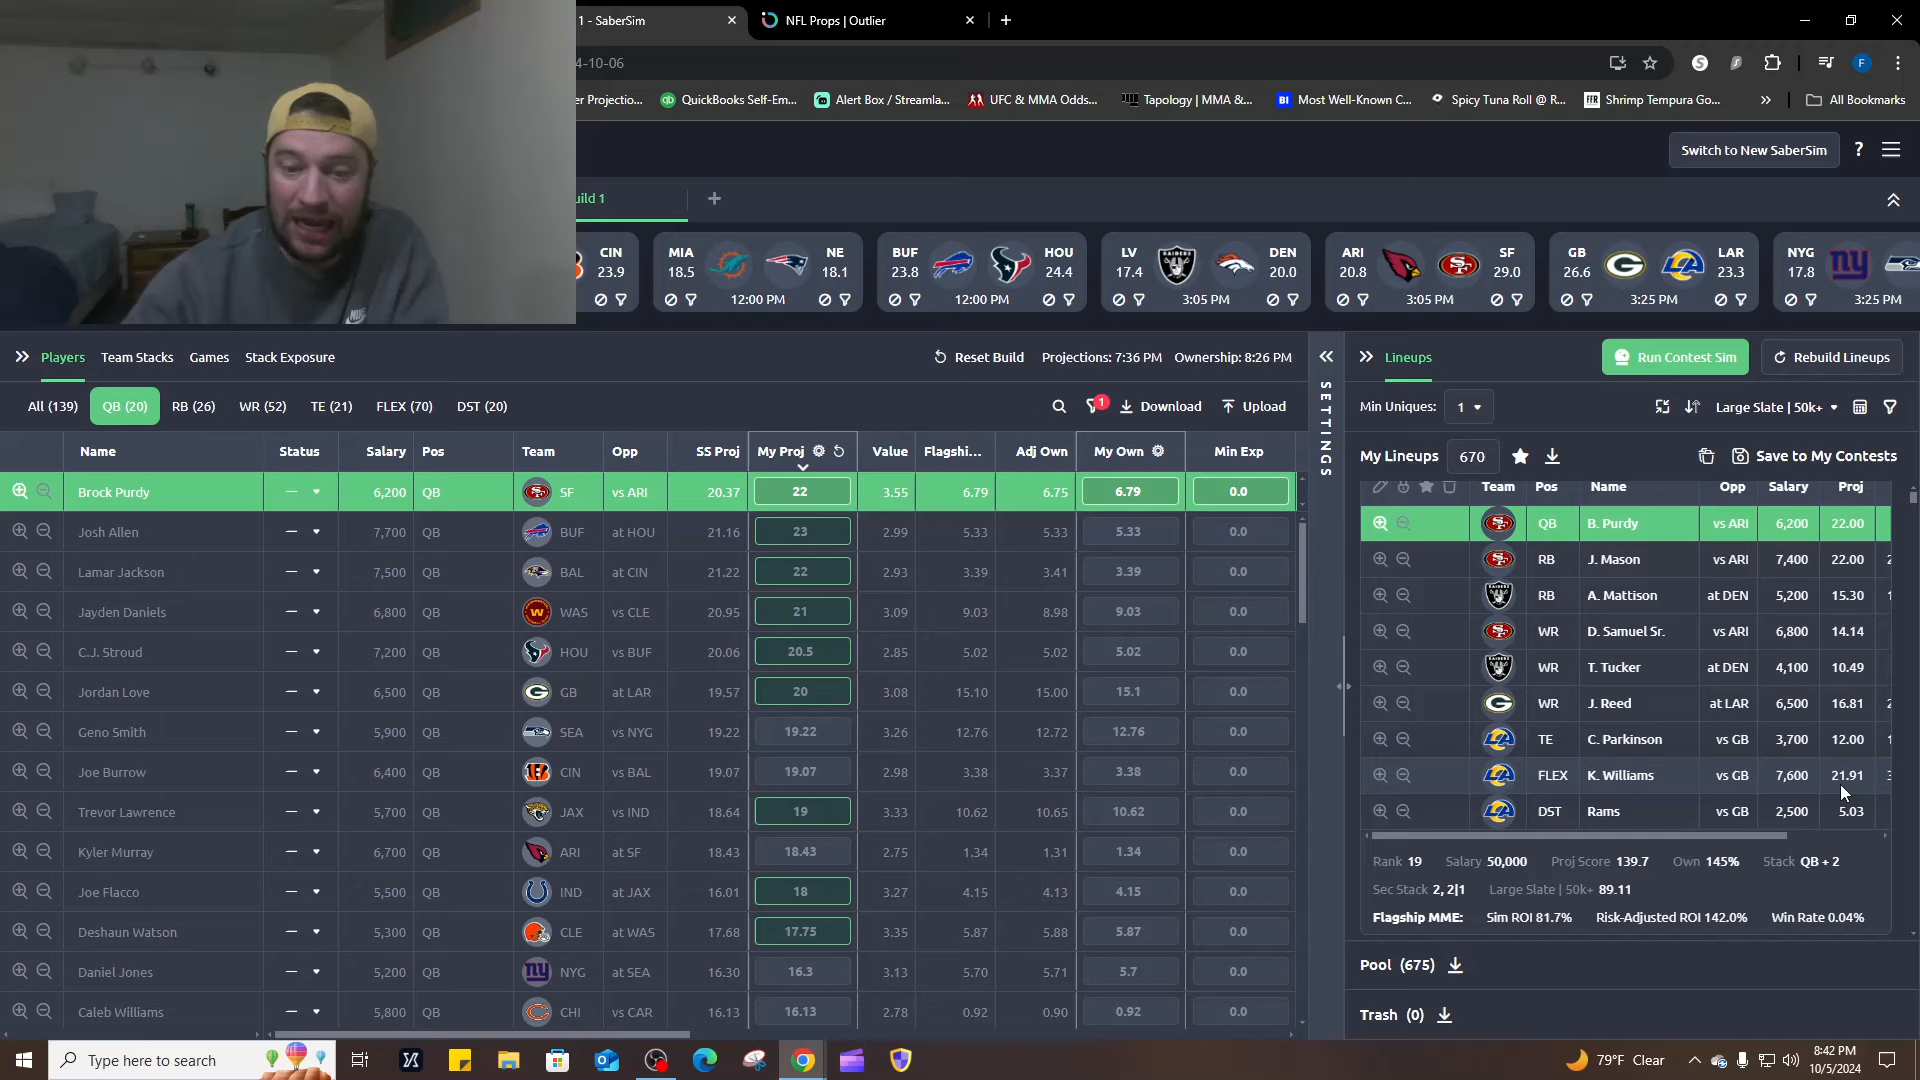 1 - SaberSim
NFL Props | Outlier
4-10-06
er Projectio... QuickBooks Self-Em... Alert Box / Streamla... UFC & MMA Odds... Tapology | MMA &... BI Most Well-Known C... Spicy Tuna Roll @ R... FFR Shrimp Tempura Go... » All Bookmarks
Switch to New SaberSim ?
uild 1 +
CIN 23.9
MIA 18.5 NE 18.1 12:00 PM
BUF 23.8 HOU 24.4 12:00 PM
LV 17.4 DEN 20.0 3:05 PM
ARI 20.8 SF 29.0 3:05 PM
GB 26.6 LAR 23.3 3:25 PM
NYG 17.8 3:25 PM
Players Team Stacks Games Stack Exposure Reset Build Projections: 7:36 PM Ownership: 8:26 PM
All (139) QB (20) RB (26) WR (52) TE (21) FLEX (70) DST (20) 1 Download Upload
Name Status Salary Pos Team Opp SS Proj My Proj Value Flagshi... Adj Own My Own Min Exp
Brock Purdy — 6,200 QB SF vs ARI 20.37 22 3.55 6.79 6.75 6.79 0.0
Josh Allen — 7,700 QB BUF at HOU 21.16 23 2.99 5.33 5.33 5.33 0.0
Lamar Jackson — 7,500 QB BAL at CIN 21.22 22 2.93 3.39 3.41 3.39 0.0
Jayden Daniels — 6,800 QB WAS vs CLE 20.95 21 3.09 9.03 8.98 9.03 0.0
C.J. Stroud — 7,200 QB HOU vs BUF 20.06 20.5 2.85 5.02 5.02 5.02 0.0
Jordan Love — 6,500 QB GB at LAR 19.57 20 3.08 15.10 15.00 15.1 0.0
Geno Smith — 5,900 QB SEA vs NYG 19.22 19.22 3.26 12.76 12.72 12.76 0.0
Joe Burrow — 6,400 QB CIN vs BAL 19.07 19.07 2.98 3.38 3.37 3.38 0.0
Trevor Lawrence — 5,700 QB JAX vs IND 18.64 19 3.33 10.62 10.65 10.62 0.0
Kyler Murray — 6,700 QB ARI at SF 18.43 18.43 2.75 1.34 1.31 1.34 0.0
Joe Flacco — 5,500 QB IND at JAX 16.01 18 3.27 4.15 4.13 4.15 0.0
Deshaun Watson — 5,300 QB CLE at WAS 17.68 17.75 3.35 5.87 5.88 5.87 0.0
Daniel Jones — 5,200 QB NYG at SEA 16.30 16.3 3.13 5.70 5.71 5.7 0.0
Caleb Williams — 5,800 QB CHI vs CAR 16.13 16.13 2.78 0.92 0.90 0.92 0.0
SETTINGS
Lineups Run Contest Sim Rebuild Lineups
Min Uniques: 1 Large Slate | 50k+
My Lineups 670 Save to My Contests
Team Pos Name Opp Salary Proj
QB B. Purdy vs ARI 6,200 22.00
RB J. Mason vs ARI 7,400 22.00 2
RB A. Mattison at DEN 5,200 15.30 1
WR D. Samuel Sr. vs ARI 6,800 14.14
WR T. Tucker at DEN 4,100 10.49
WR J. Reed at LAR 6,500 16.81 2
TE C. Parkinson vs GB 3,700 12.00 1
FLEX K. Williams vs GB 7,600 21.91 3
DST Rams vs GB 2,500 5.03
Rank 19 Salary 50,000 Proj Score 139.7 Own 145% Stack QB + 2
Sec Stack 2, 2|1 Large Slate | 50k+ 89.11
Flagship MME: Sim ROI 81.7% Risk-Adjusted ROI 142.0% Win Rate 0.04%
Pool (675)
Trash (0)
Type here to search
79°F Clear
8:42 PM
10/5/2024